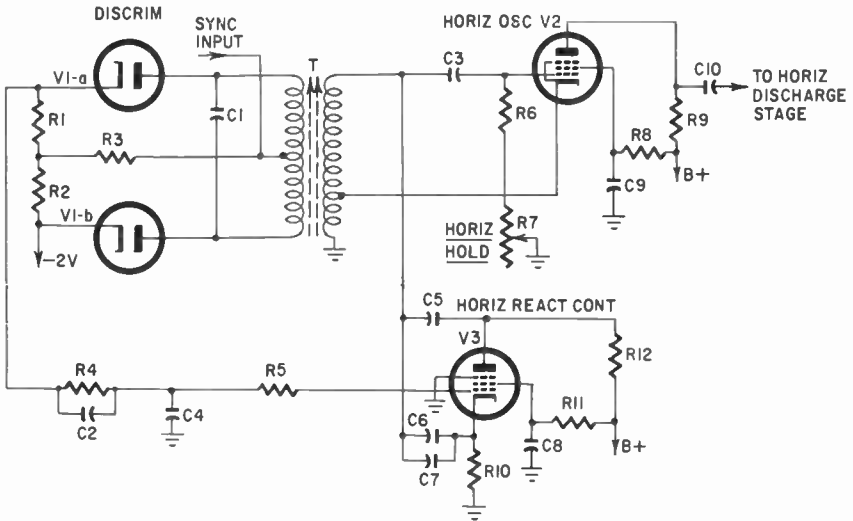 DISCRIM
SYNC
INPUT
HORIZ OSC V2
V1-a
T
C3
C10
TO HORIZ
DISCHARGE
STAGE
R1
C1
R6
R9
R3
R8
R2
C9
B+
V1-b
HORIZ
HOLD
R7
-2V
C5
HORIZ REACT CONT
V3
R12
R4
R5
R11
C2
C4
C6
C8
B+
C7
R10